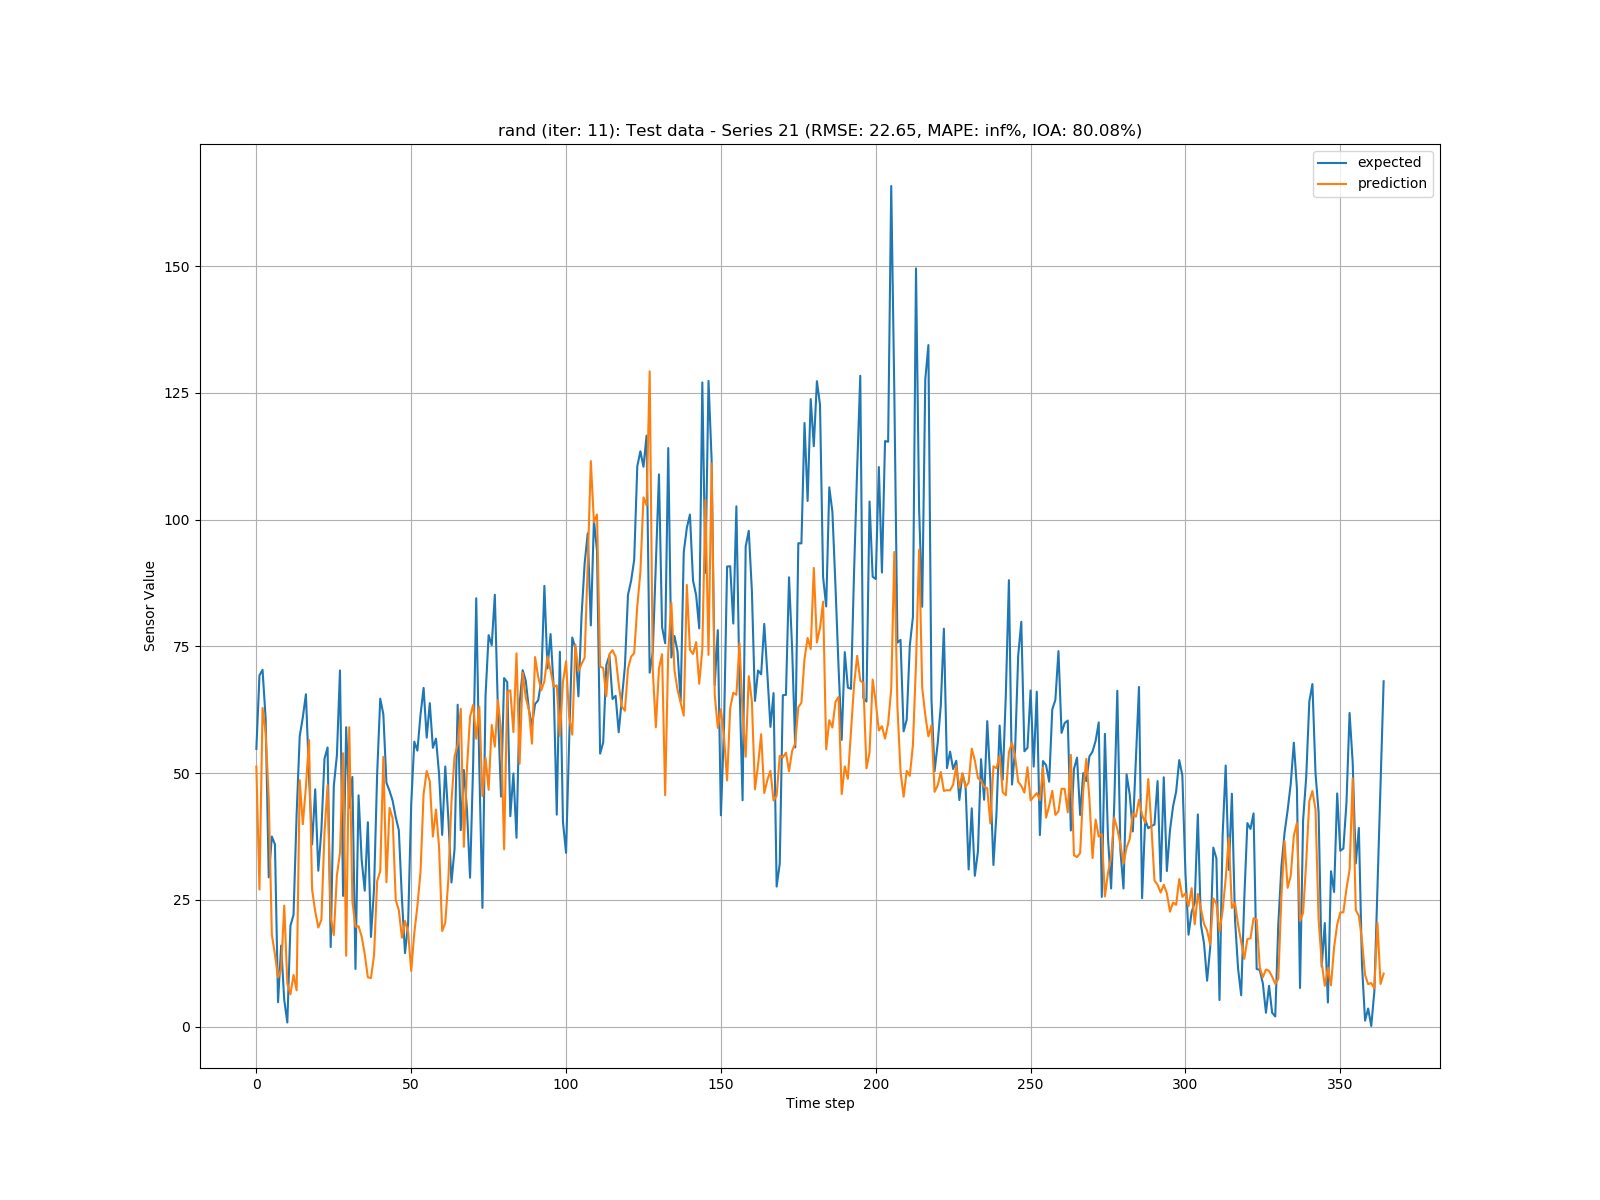 rand (iter: 11): Test data - Series 21 (RMSE: 22.65, MAPE: inf%, IOA: 80.08%)
expected
prediction
150
125
100
75
50
25
0
Sensor Value
0 50 100 150 200 250 300 350
Time step